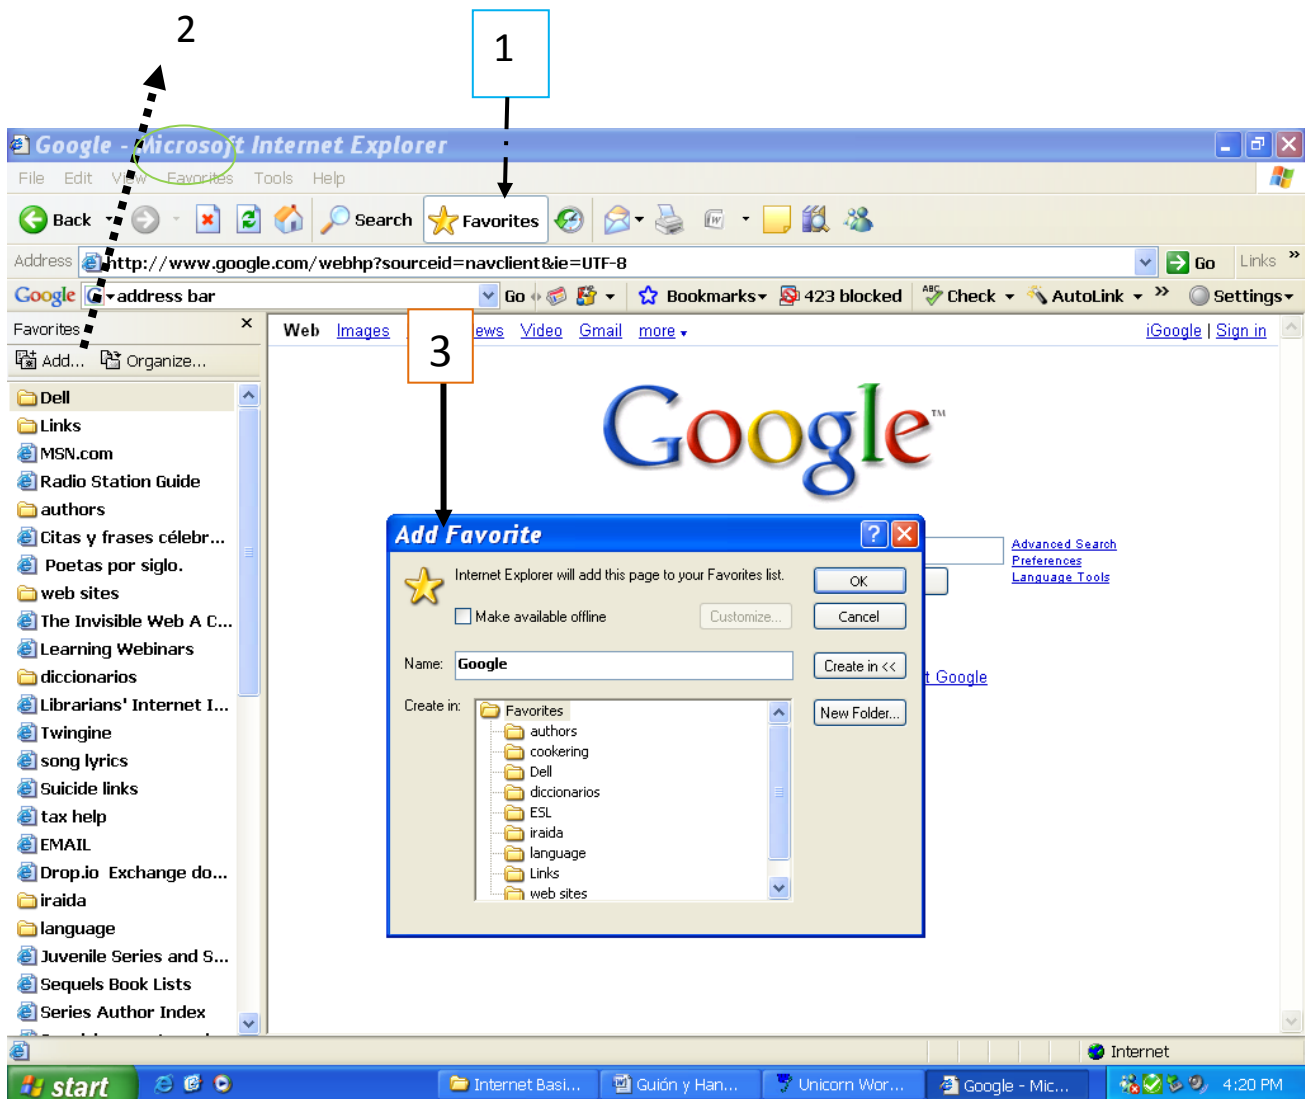 2
1
Google - Microsoft Internet Explorer
File Edit View Favorites Tools Help
Back Search Favorites
Address http://www.google.com/webhp?sourceid=navclient&ie=UTF-8 Go Links »
Google G address bar Go Bookmarks 423 blocked ABC Check AutoLink » Settings
Favorites x
Web Images News Video Gmail more iGoogle | Sign in
3
Add... Organize...
Dell
Links
MSN.com
Radio Station Guide
authors
Citas y frases célebr...
Poetas por siglo.
web sites
The Invisible Web A C...
Learning Webinars
diccionarios
Librarians' Internet I...
Twingine
song lyrics
Suicide links
tax help
EMAIL
Drop.io Exchange do...
iraida
language
Juvenile Series and S...
Sequels Book Lists
Series Author Index
Google™
Advanced Search
Preferences
Language Tools
t Google
Add Favorite
Internet Explorer will add this page to your Favorites list.
OK
Make available offline Customize... Cancel
Name: Google Create in <<
Create in: Favorites New Folder...
authors
cookering
Dell
diccionarios
ESL
iraida
language
Links
web sites
Internet
start Internet Basi... Guión y Han... Unicorn Wor... Google - Mic... 4:20 PM